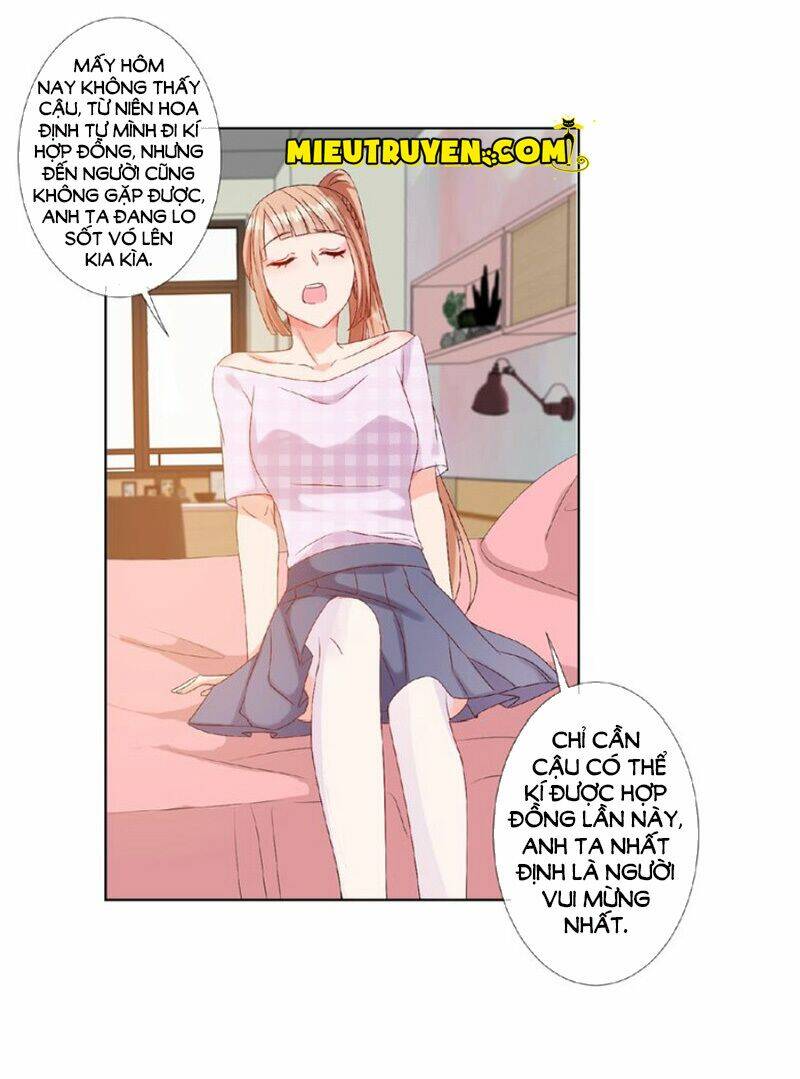 MẤY HÔM
NAY KHÔNG THẤY
CẬU, TỪ NIÊN HOA
ĐỊNH TỰ MÌNH ĐI KÍ
HỢP ĐỒNG, NHƯNG
ĐẾN NGƯỜI CŨNG
KHÔNG GẶP ĐƯỢC,
ANH TA ĐANG LO
SỐT VÓ LÊN
KIA KÌA.
MIEUTRUYEN.COM
CHỈ CẦN
CẬU CÓ THỂ
KÍ ĐƯỢC HỢP
ĐỒNG LẦN NÀY,
ANH TA NHẤT
ĐỊNH LÀ NGƯỜI
VUI MỪNG
NHẤT.